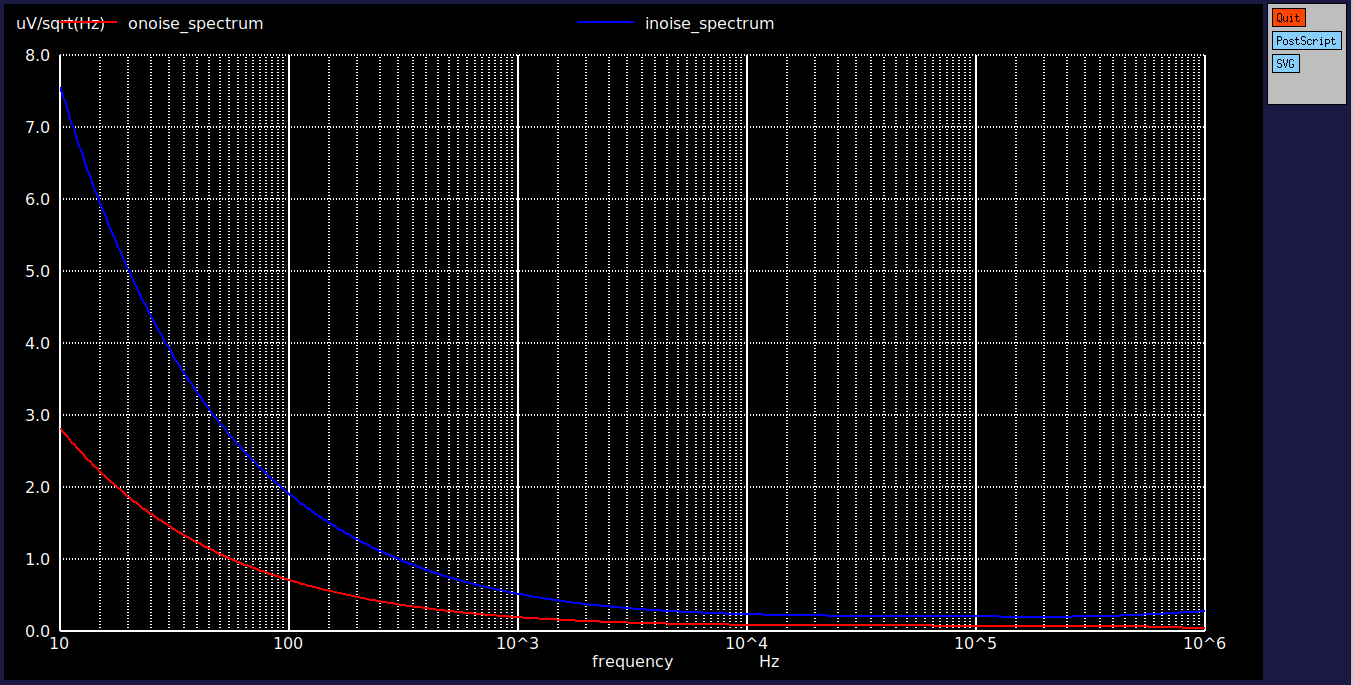 uV/sqrt(Hz) onoise_spectrum inoise_spectrum
Quit
PostScript
SVG
8.0
7.0
6.0
5.0
4.0
3.0
2.0
1.0
0.0
10 100 10^3 10^4 10^5 10^6
frequency Hz